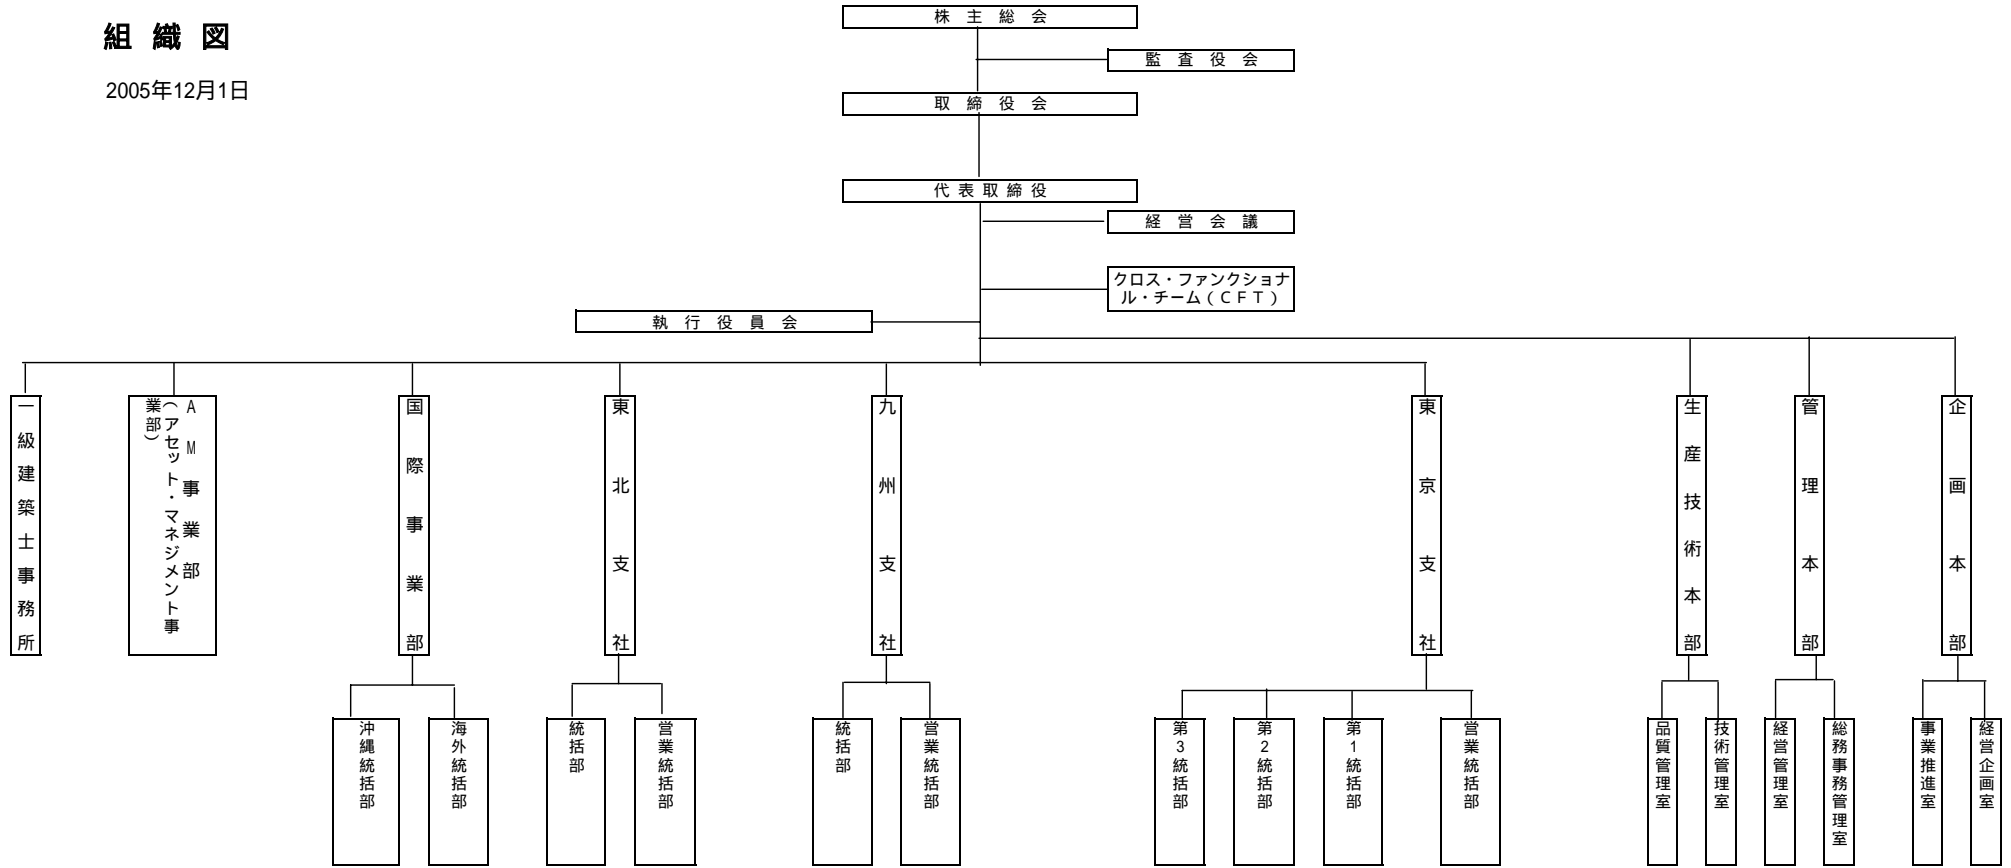 組 織 図
2005年12月1日
株 主 総 会
監 査 役 会
取 締 役 会
代 表 取 締 役
経 営 会 議
クロス・ファンクショナ
ル・チーム(CFT)
執 行 役 員 会
一級建築士事務所
AM事業部
(アセット・マネジメント事
業部)
国際事業部
東北支社
九州支社
東京支社
生産技術本部
管理本部
企画本部
沖縄統括部
海外統括部
統括部
営業統括部
統括部
営業統括部
第3統括部
第2統括部
第1統括部
営業統括部
品質管理室
技術管理室
経営管理室
総務事務管理室
事業推進室
経営企画室